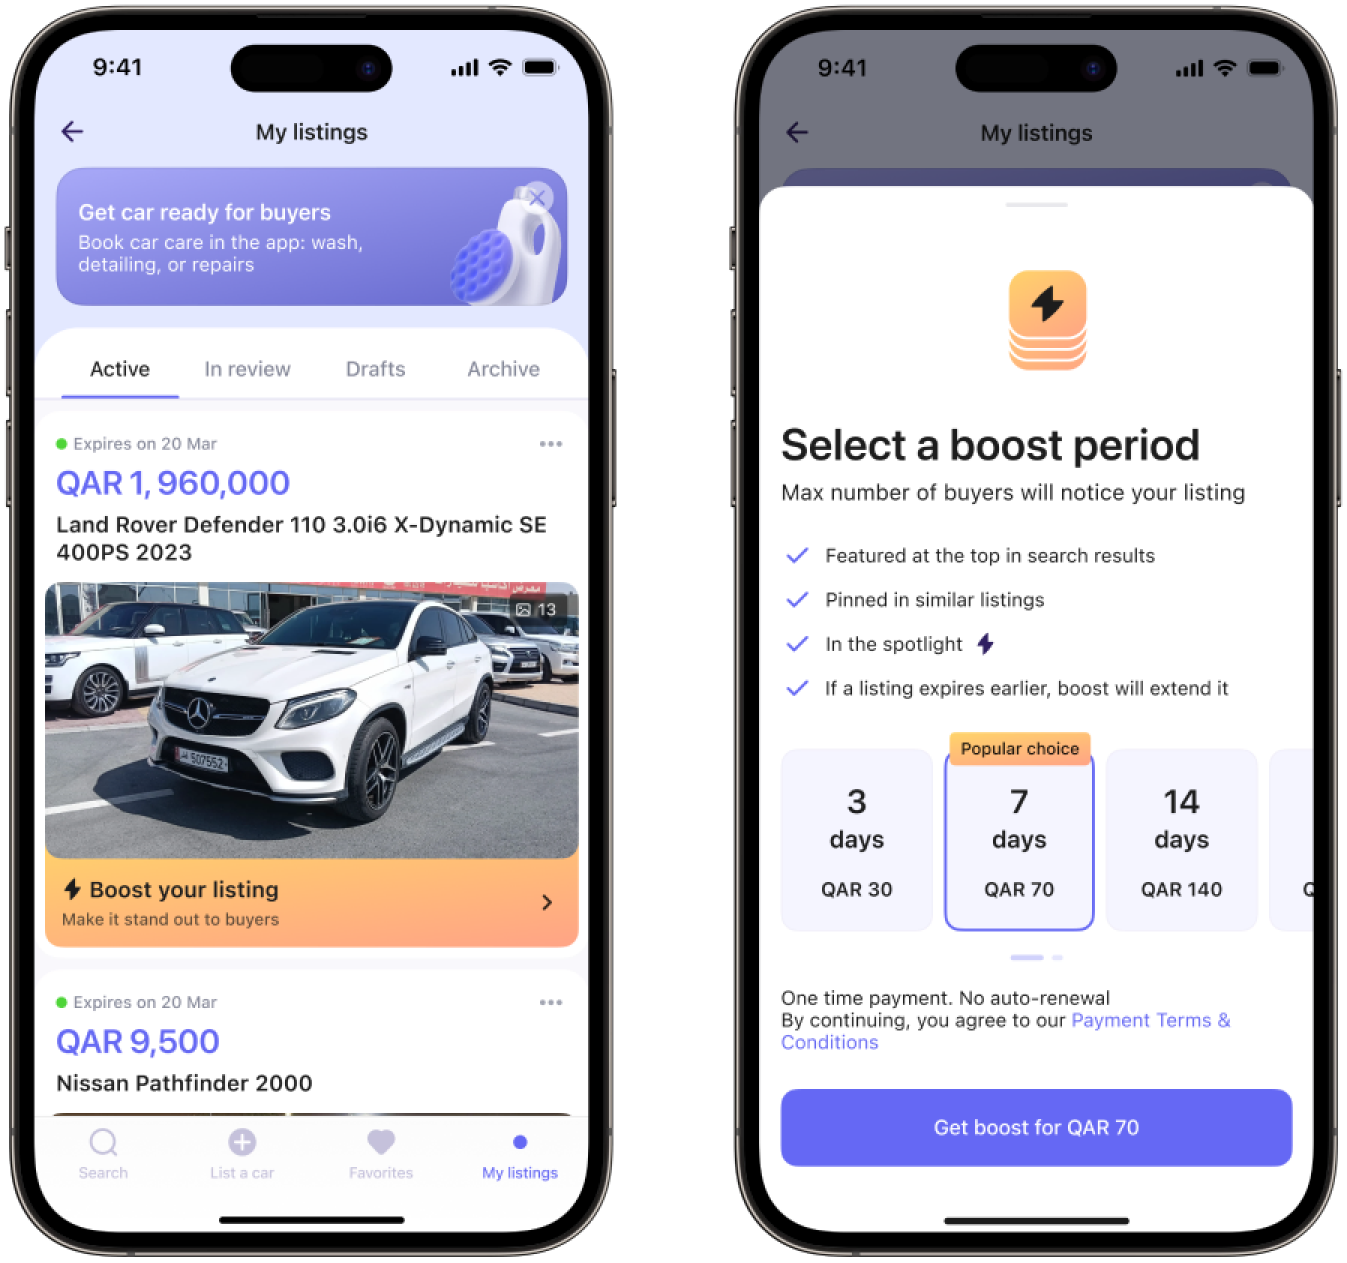 9:41
My listings
Get car ready for buyers
Book car care in the app: wash,
detailing, or repairs
Active
In review
Drafts
Archive
Expires on 20 Mar
QAR 1, 960,000
Land Rover Defender 110 3.0i6 X-Dynamic SE
400PS 2023
13
507552
Boost your listing
Make it stand out to buyers
Expires on 20 Mar
QAR 9,500
Nissan Pathfinder 2000
Search
List a car
Favorites
My listings
9:41
My listings
Select a boost period
Max number of buyers will notice your listing
Featured at the top in search results
Pinned in similar listings
In the spotlight
If a listing expires earlier, boost will extend it
Popular choice
3
days
QAR 30
7
days
QAR 70
14
days
QAR 140
One time payment. No auto-renewal
By continuing, you agree to our Payment Terms &
Conditions
Get boost for QAR 70